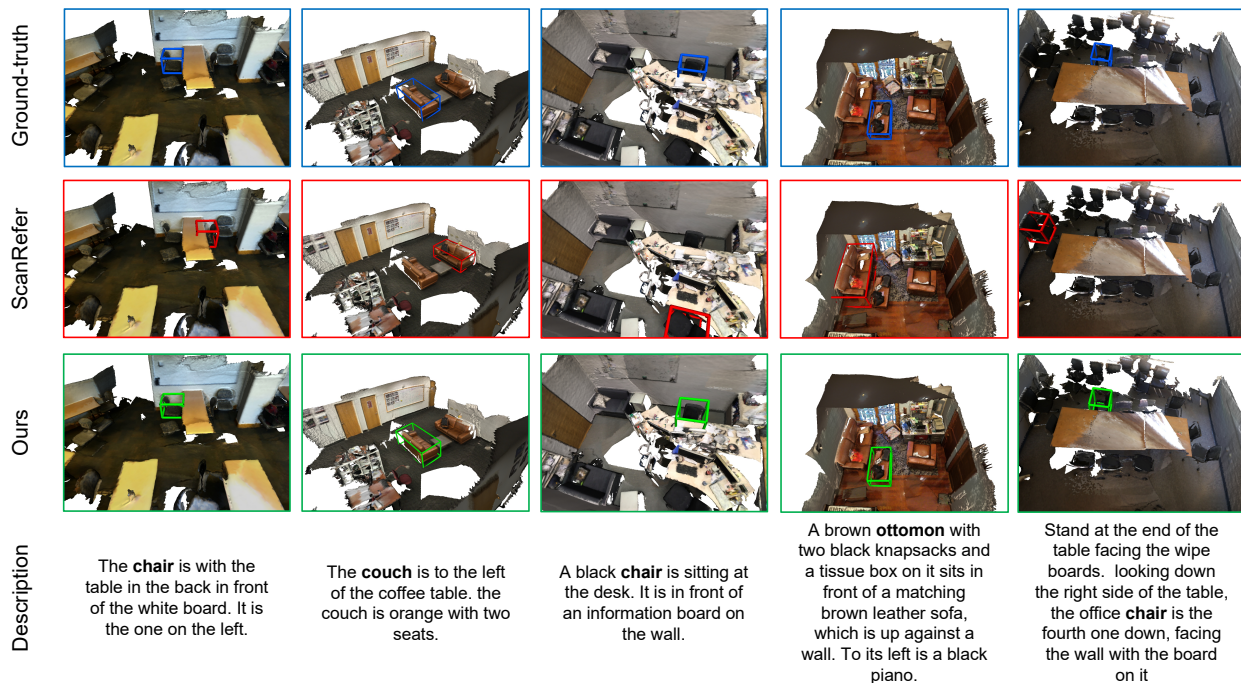 Ground-truth
ScanRefer
Ours
Description
The chair is with the
table in the back in front
of the white board. It is
the one on the left.
The couch is to the left
of the coffee table. the
couch is orange with two
seats.
A black chair is sitting at
the desk. It is in front of
an information board on
the wall.
A brown ottomon with
two black knapsacks and
a tissue box on it sits in
front of a matching
brown leather sofa,
which is up against a
wall. To its left is a black
piano.
Stand at the end of the
table facing the wipe
boards.  looking down
the right side of the table,
the office chair is the
fourth one down, facing
the wall with the board
on it